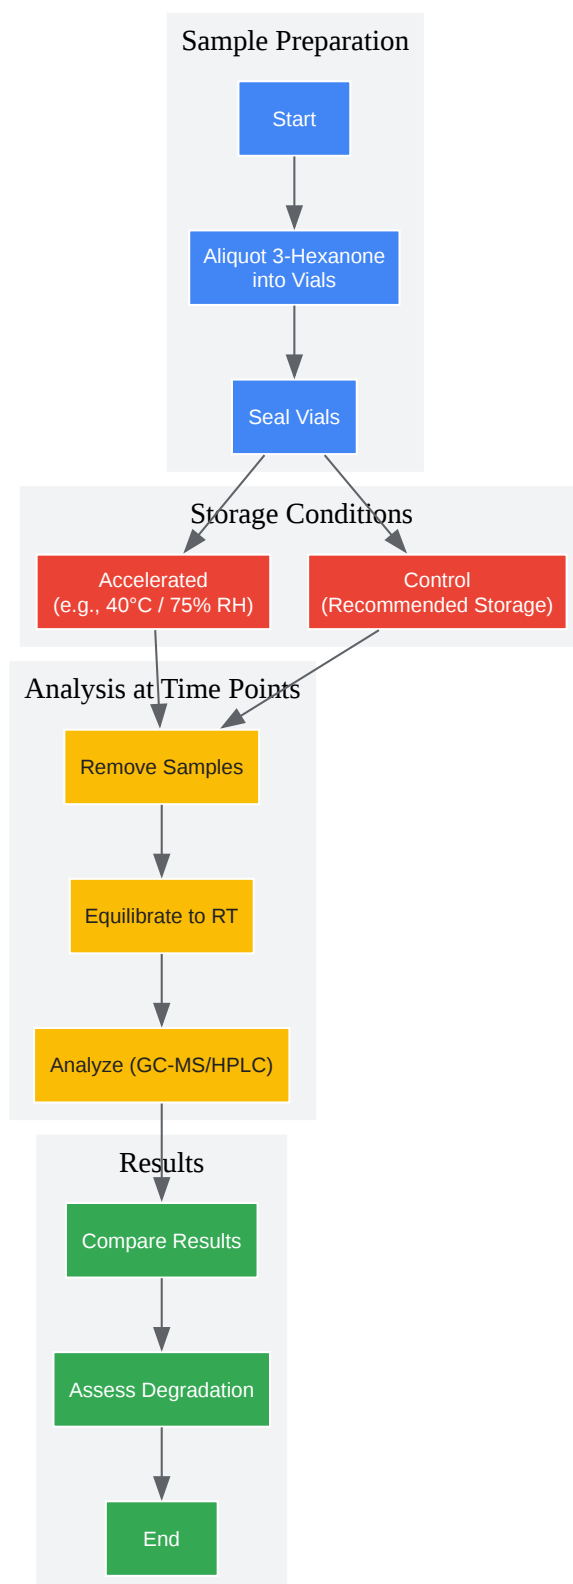 Sample Preparation
Start
Aliquot 3-Hexanone
into Vials
Seal Vials
Storage Conditions
Accelerated
(e.g., 40°C / 75% RH)
Control
(Recommended Storage)
Analysis at Time Points
Remove Samples
Equilibrate to RT
Analyze (GC-MS/HPLC)
Results
Compare Results
Assess Degradation
End